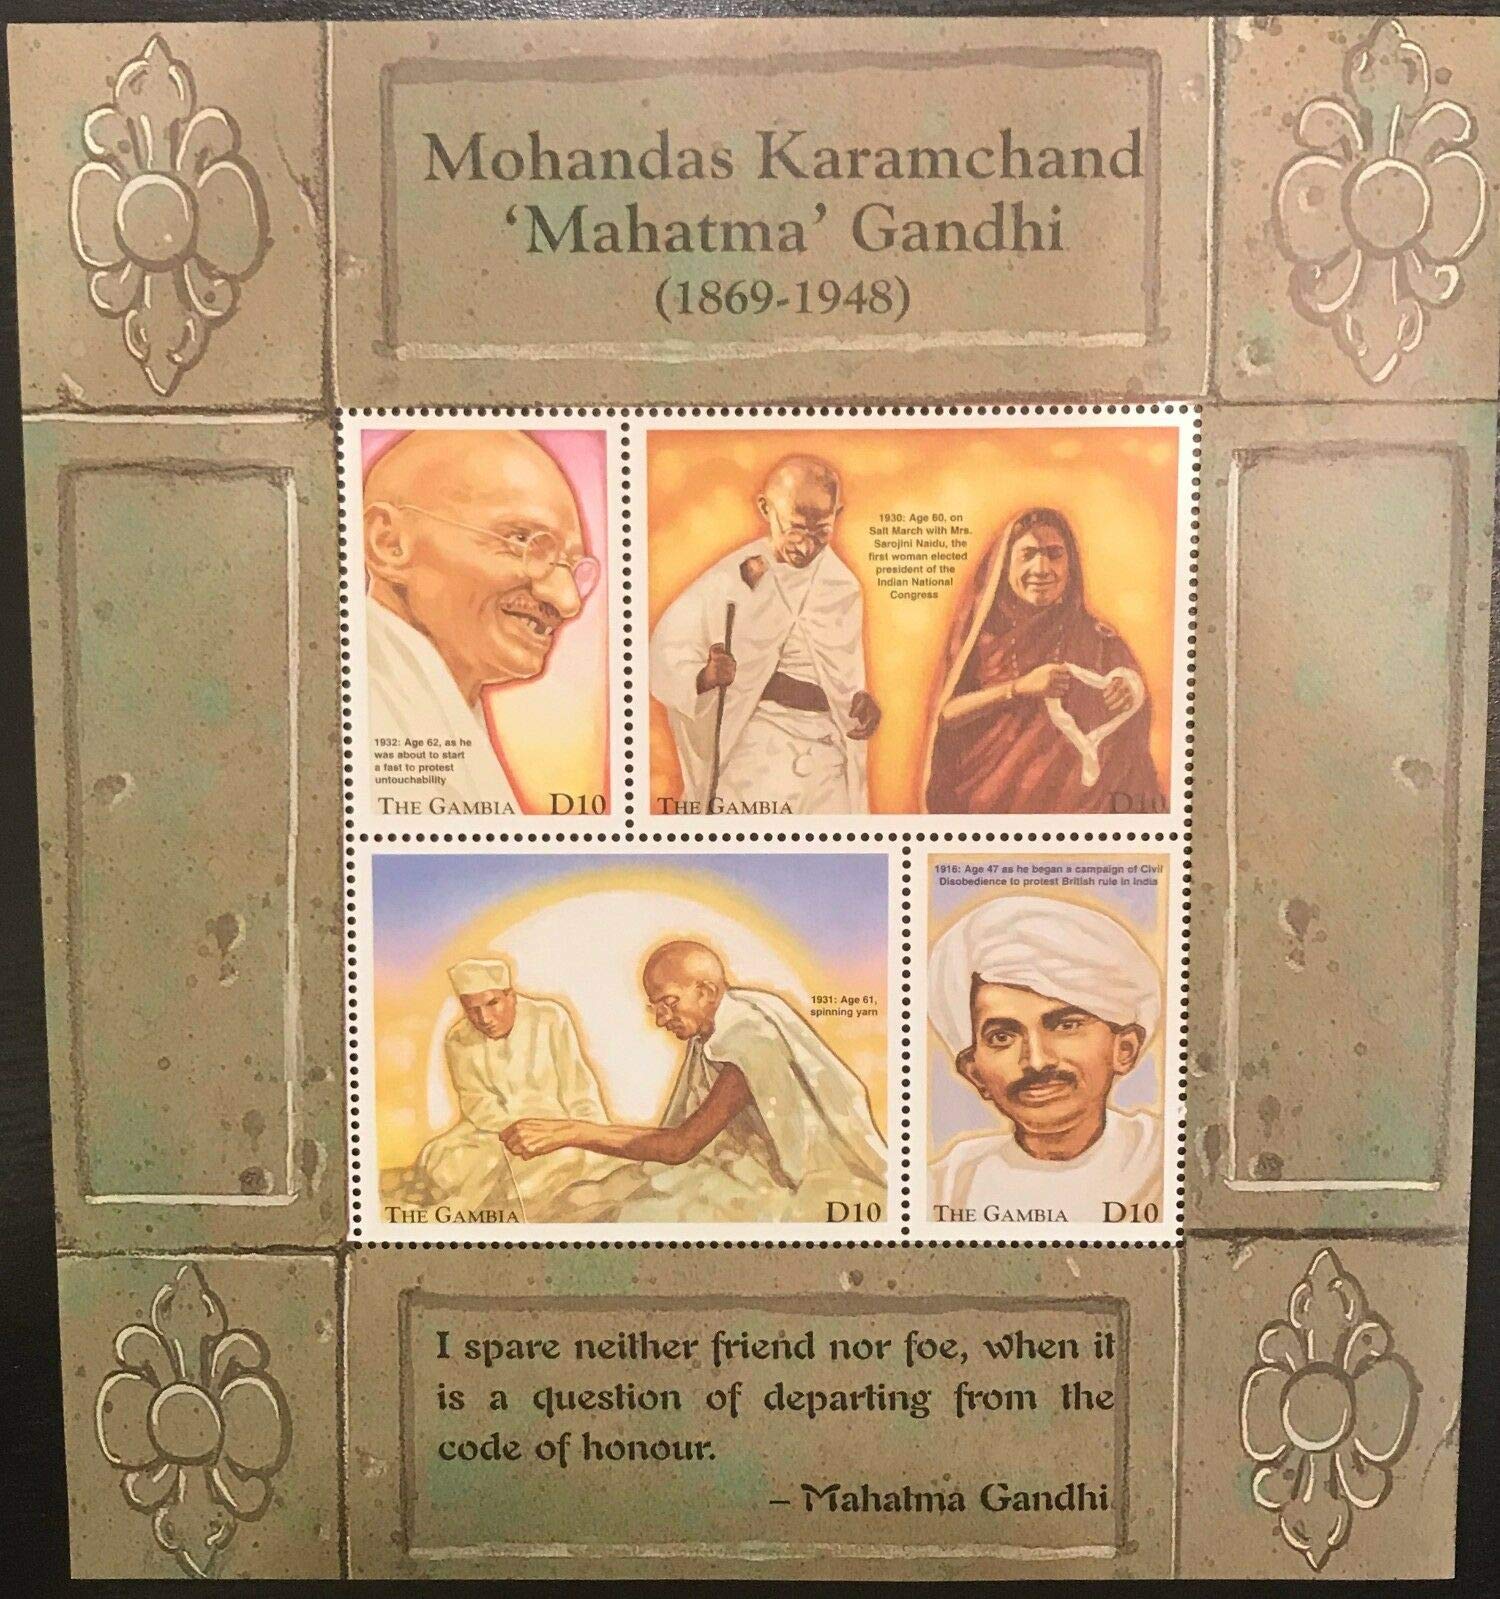 Mohandas Karamchand
‘Mahatma’ Gandhi
(1869-1948)
1932: Age 62, as he
was about to start
a fast to protest
untouchability
THE GAMBIA D10
1930: Age 60, on
Salt March with Mrs.
Sarojini Naidu, the
first woman elected
president of the
Indian National
Congress
THE GAMBIA D10
1931: Age 61,
spinning yarn
THE GAMBIA D10
1916: Age 47 as he began a campaign of Civil
Disobedience to protest British rule in India
THE GAMBIA D10
I spare neither friend nor foe, when it
is a question of departing from the
code of honour.
– Mahatma Gandhi